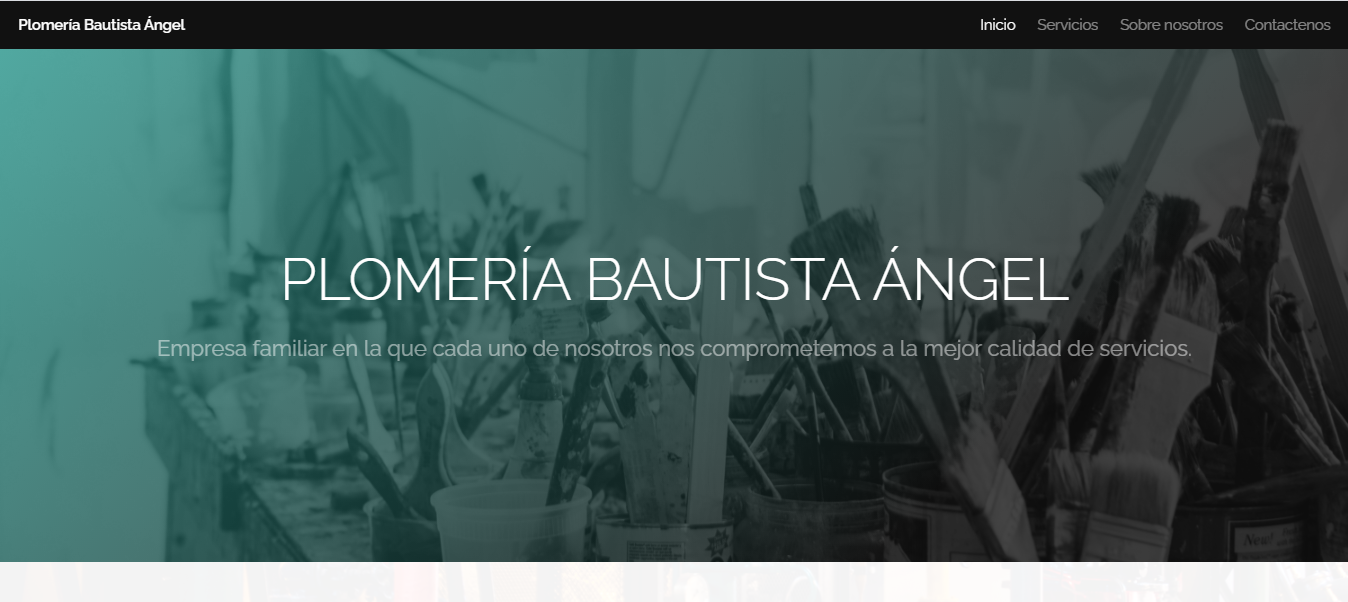 Plomería Bautista Ángel
Inicio Servicios Sobre nosotros Contactenos
PLOMERÍA BAUTISTA ÁNGEL
Empresa familiar en la que cada uno de nosotros nos comprometemos a la mejor calidad de servicios.
New!